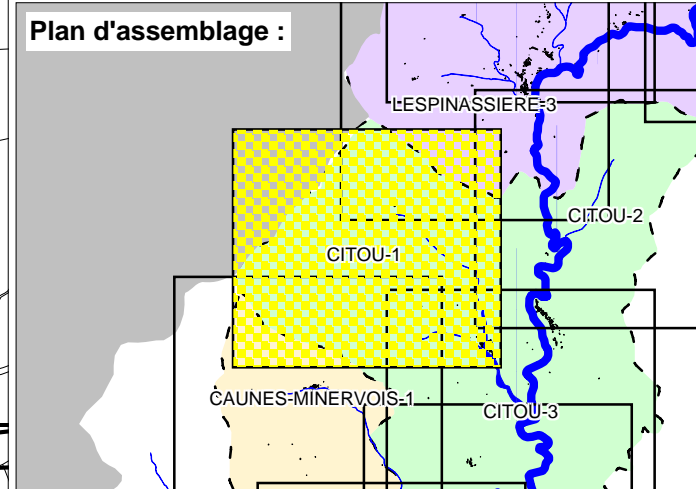 Plan d'assemblage :
LESPINASSIERE-3
CITOU-2
CITOU-1
CAUNES-MINERVOIS-1
CITOU-3